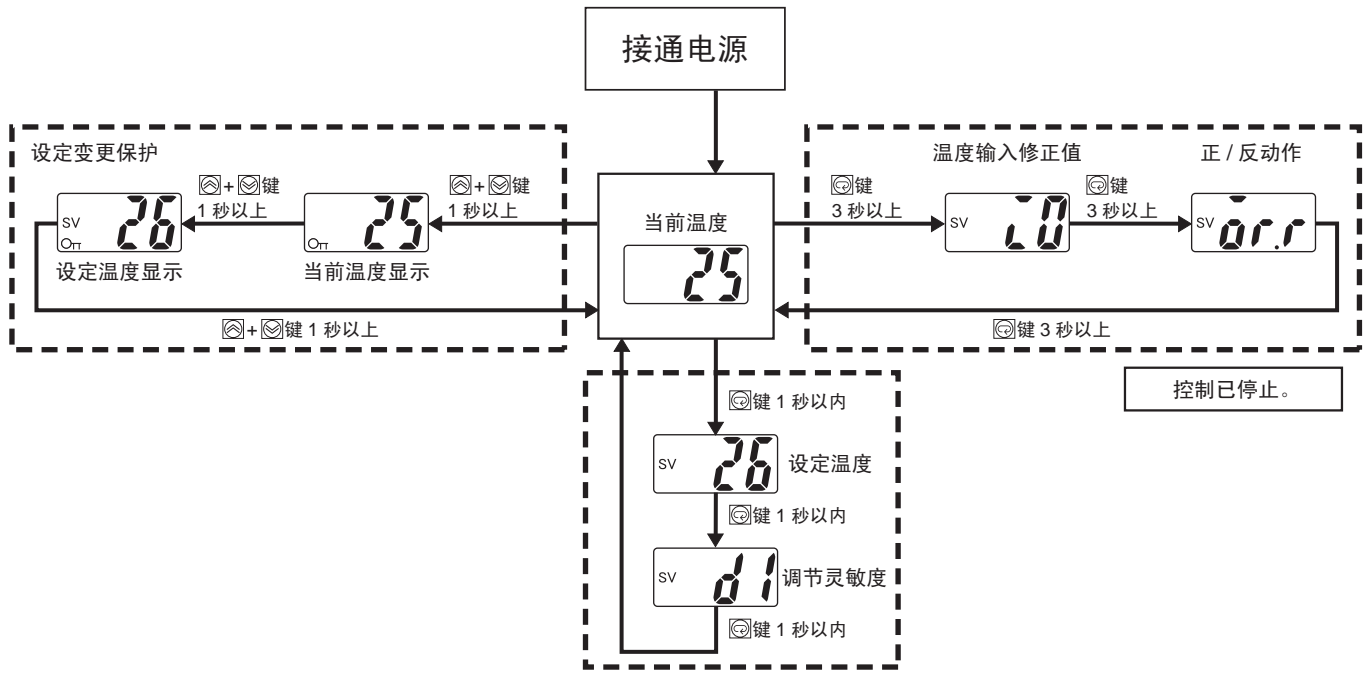 接通电源
设定变更保护
+键
1 秒以上
+键
1 秒以上
SV
26
25
设定温度显示
当前温度显示
+键 1 秒以上
当前温度
25
温度输入修正值
正 / 反动作
键
3 秒以上
键
3 秒以上
SV
SV
or.r
键 3 秒以上
控制已停止。
键 1 秒以内
SV
26
设定温度
键 1 秒以内
SV
d1
调节灵敏度
键 1 秒以内